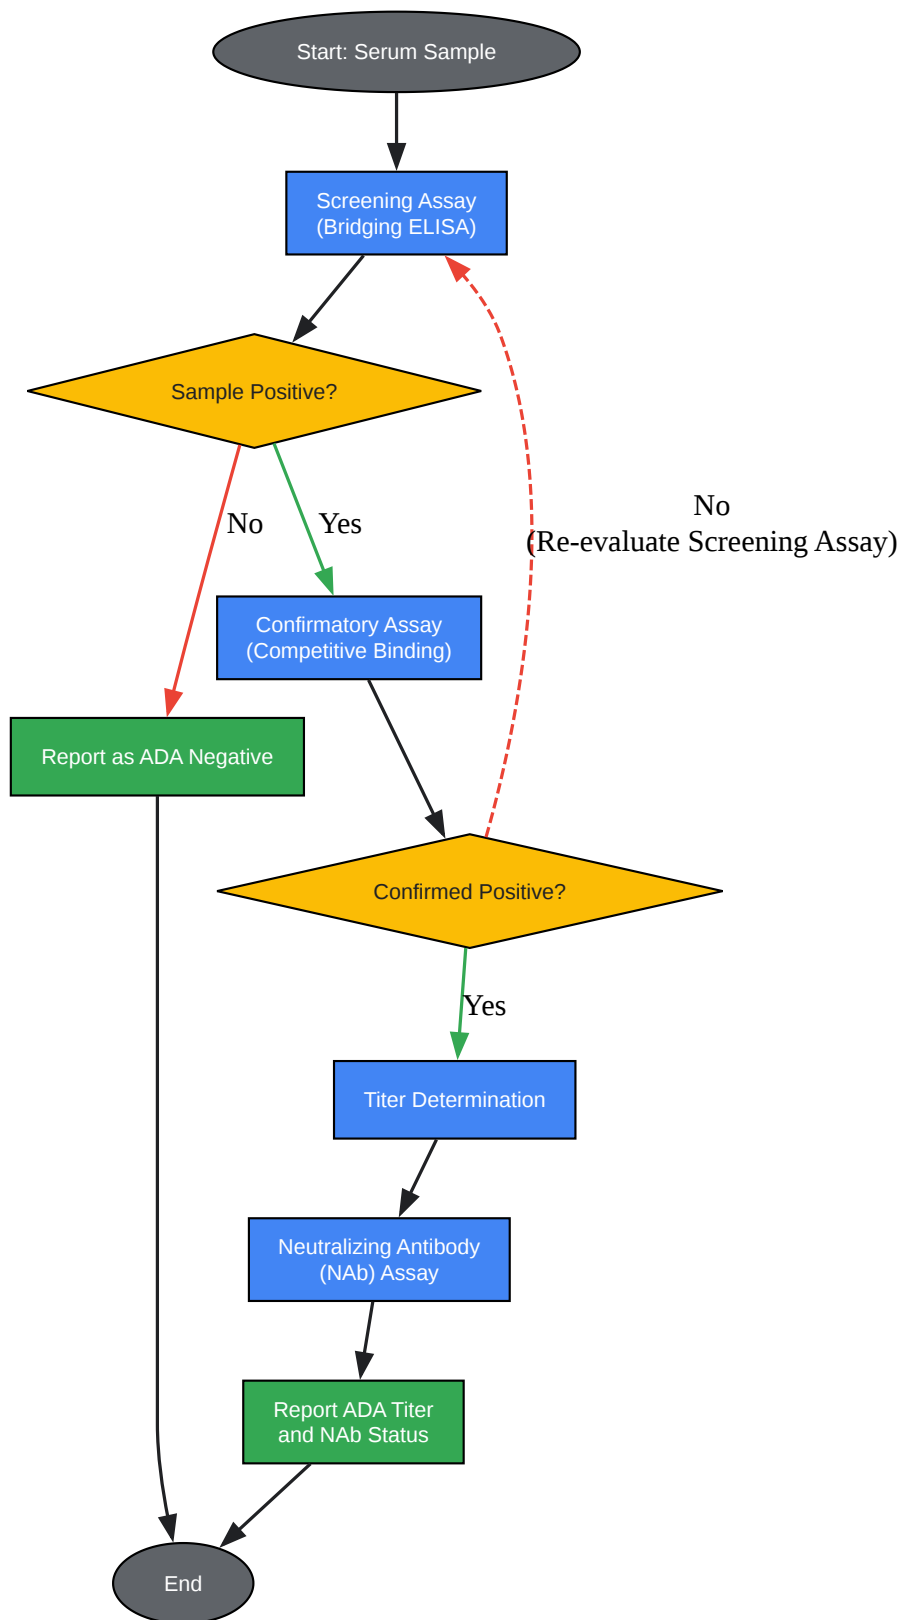 Start: Serum Sample
Screening Assay
(Bridging ELISA)
Sample Positive?
No
Yes
No
(Re-evaluate Screening Assay)
Confirmatory Assay
(Competitive Binding)
Report as ADA Negative
Confirmed Positive?
Yes
Titer Determination
Neutralizing Antibody
(NAb) Assay
Report ADA Titer
and NAb Status
End